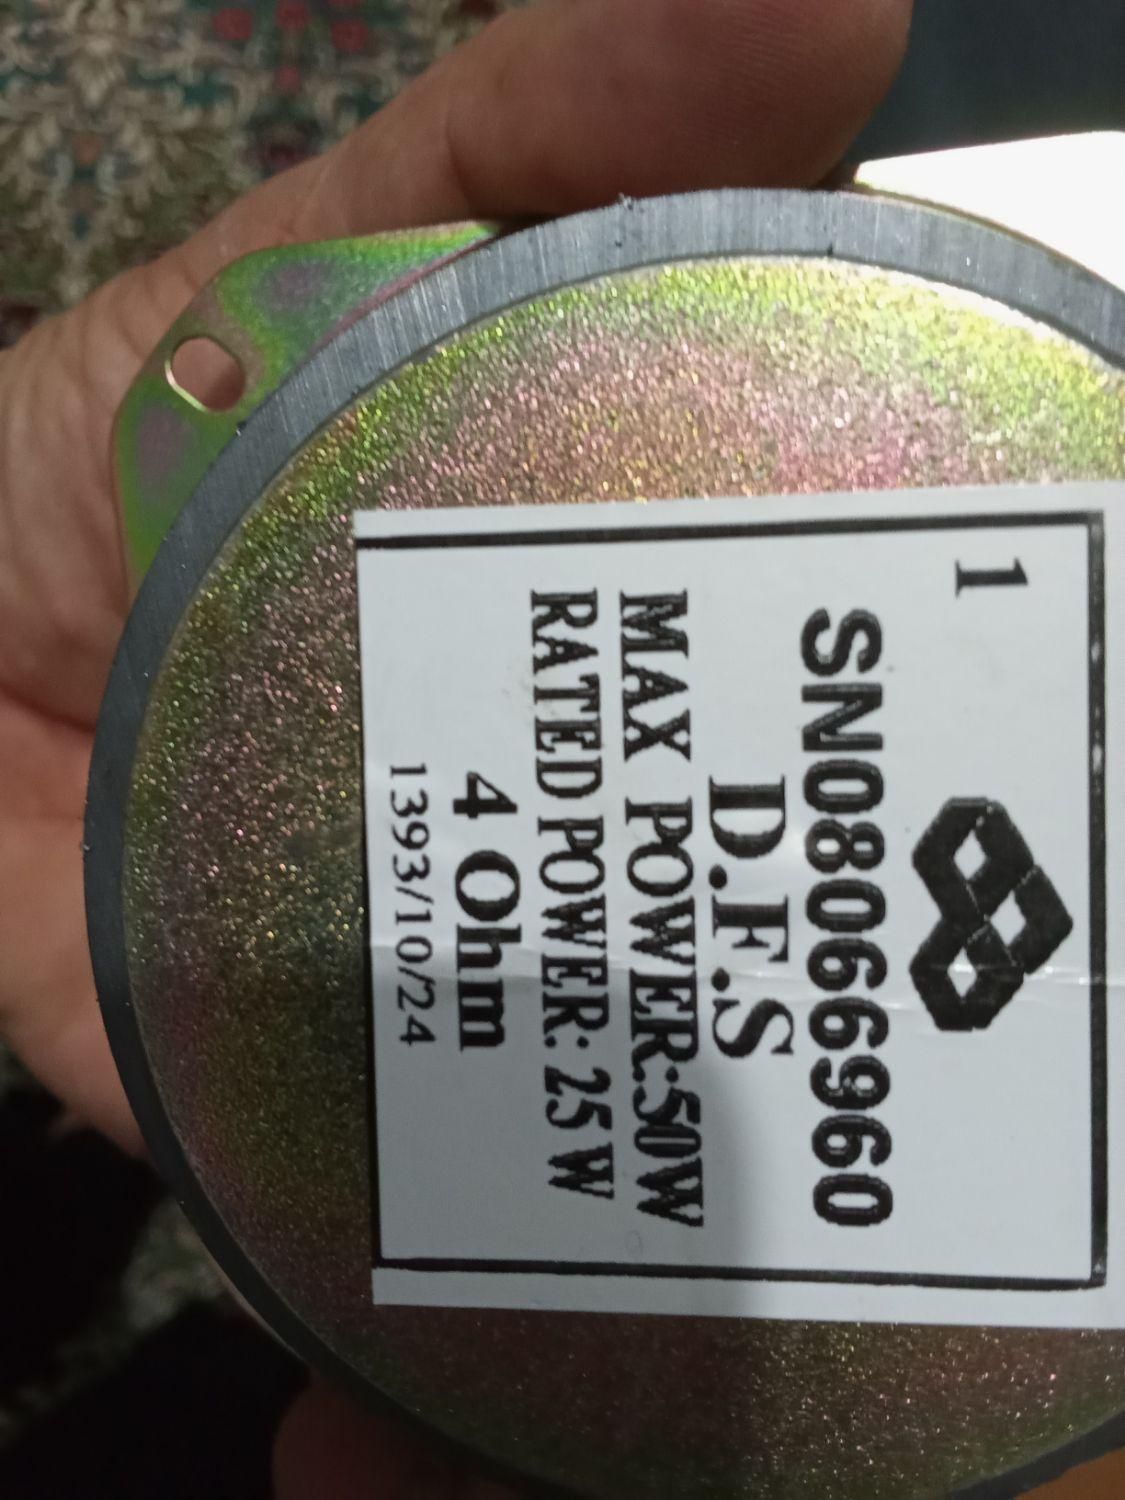 1
SN08066960
D.F.S
MAX POWER:50W
RATED POWER: 25 W
4 Ohm
1393/10/24